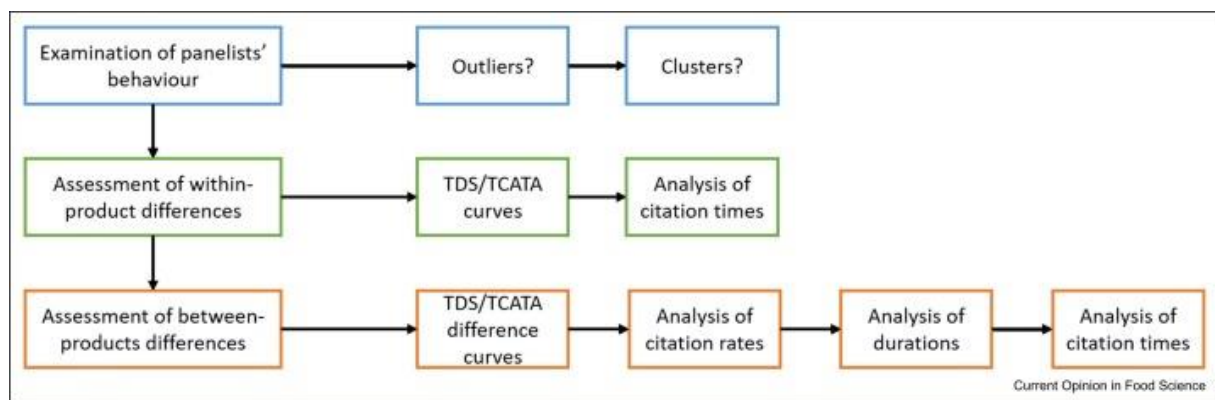 Examination of panelists'
behaviour
Outliers?
Clusters?
Assessment of within-
product differences
TDS/TCATA
curves
Analysis of
citation times
Assessment of between-
products differences
TDS/TCATA
difference
curves
Analysis of
citation rates
Analysis of
durations
Analysis of
citation times
Current Opinion in Food Science